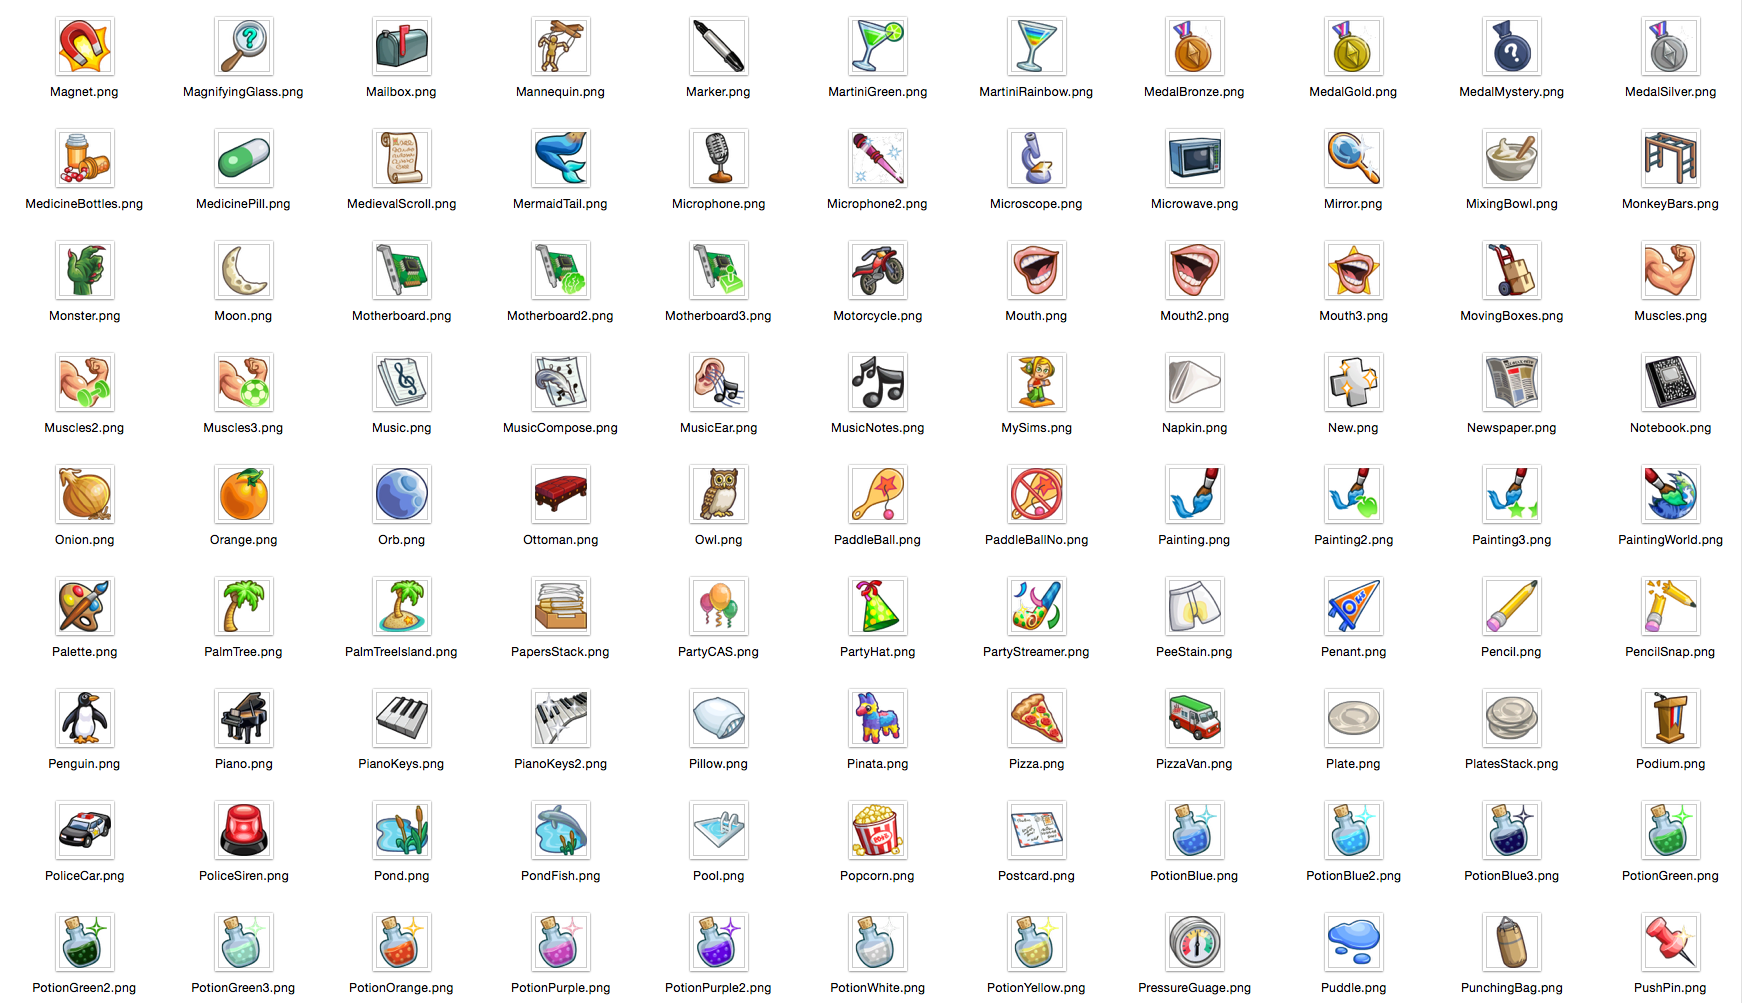 Magnet.png
MagnifyingGlass.png
Mailbox.png
Mannequin.png
Marker.png
MartiniGreen.png
MartiniRainbow.png
MedalBronze.png
MedalGold.png
MedalMystery.png
MedalSilver.png
MedicineBottles.png
MedicinePill.png
MedievalScroll.png
MermaidTail.png
Microphone.png
Microphone2.png
Microscope.png
Microwave.png
Mirror.png
MixingBowl.png
MonkeyBars.png
Monster.png
Moon.png
Motherboard.png
Motherboard2.png
Motherboard3.png
Motorcycle.png
Mouth.png
Mouth2.png
Mouth3.png
MovingBoxes.png
Muscles.png
Muscles2.png
Muscles3.png
Music.png
MusicCompose.png
MusicEar.png
MusicNotes.png
MySims.png
Napkin.png
New.png
Newspaper.png
Notebook.png
Onion.png
Orange.png
Orb.png
Ottoman.png
Owl.png
PaddleBall.png
PaddleBallNo.png
Painting.png
Painting2.png
Painting3.png
PaintingWorld.png
Palette.png
PalmTree.png
PalmTreeIsland.png
PapersStack.png
PartyCAS.png
PartyHat.png
PartyStreamer.png
PeeStain.png
Penant.png
Pencil.png
PencilSnap.png
Penguin.png
Piano.png
PianoKeys.png
PianoKeys2.png
Pillow.png
Pinata.png
Pizza.png
PizzaVan.png
Plate.png
PlatesStack.png
Podium.png
PoliceCar.png
PoliceSiren.png
Pond.png
PondFish.png
Pool.png
Popcorn.png
Postcard.png
PotionBlue.png
PotionBlue2.png
PotionBlue3.png
PotionGreen.png
PotionGreen2.png
PotionGreen3.png
PotionOrange.png
PotionPurple.png
PotionPurple2.png
PotionWhite.png
PotionYellow.png
PressureGuage.png
Puddle.png
PunchingBag.png
PushPin.png